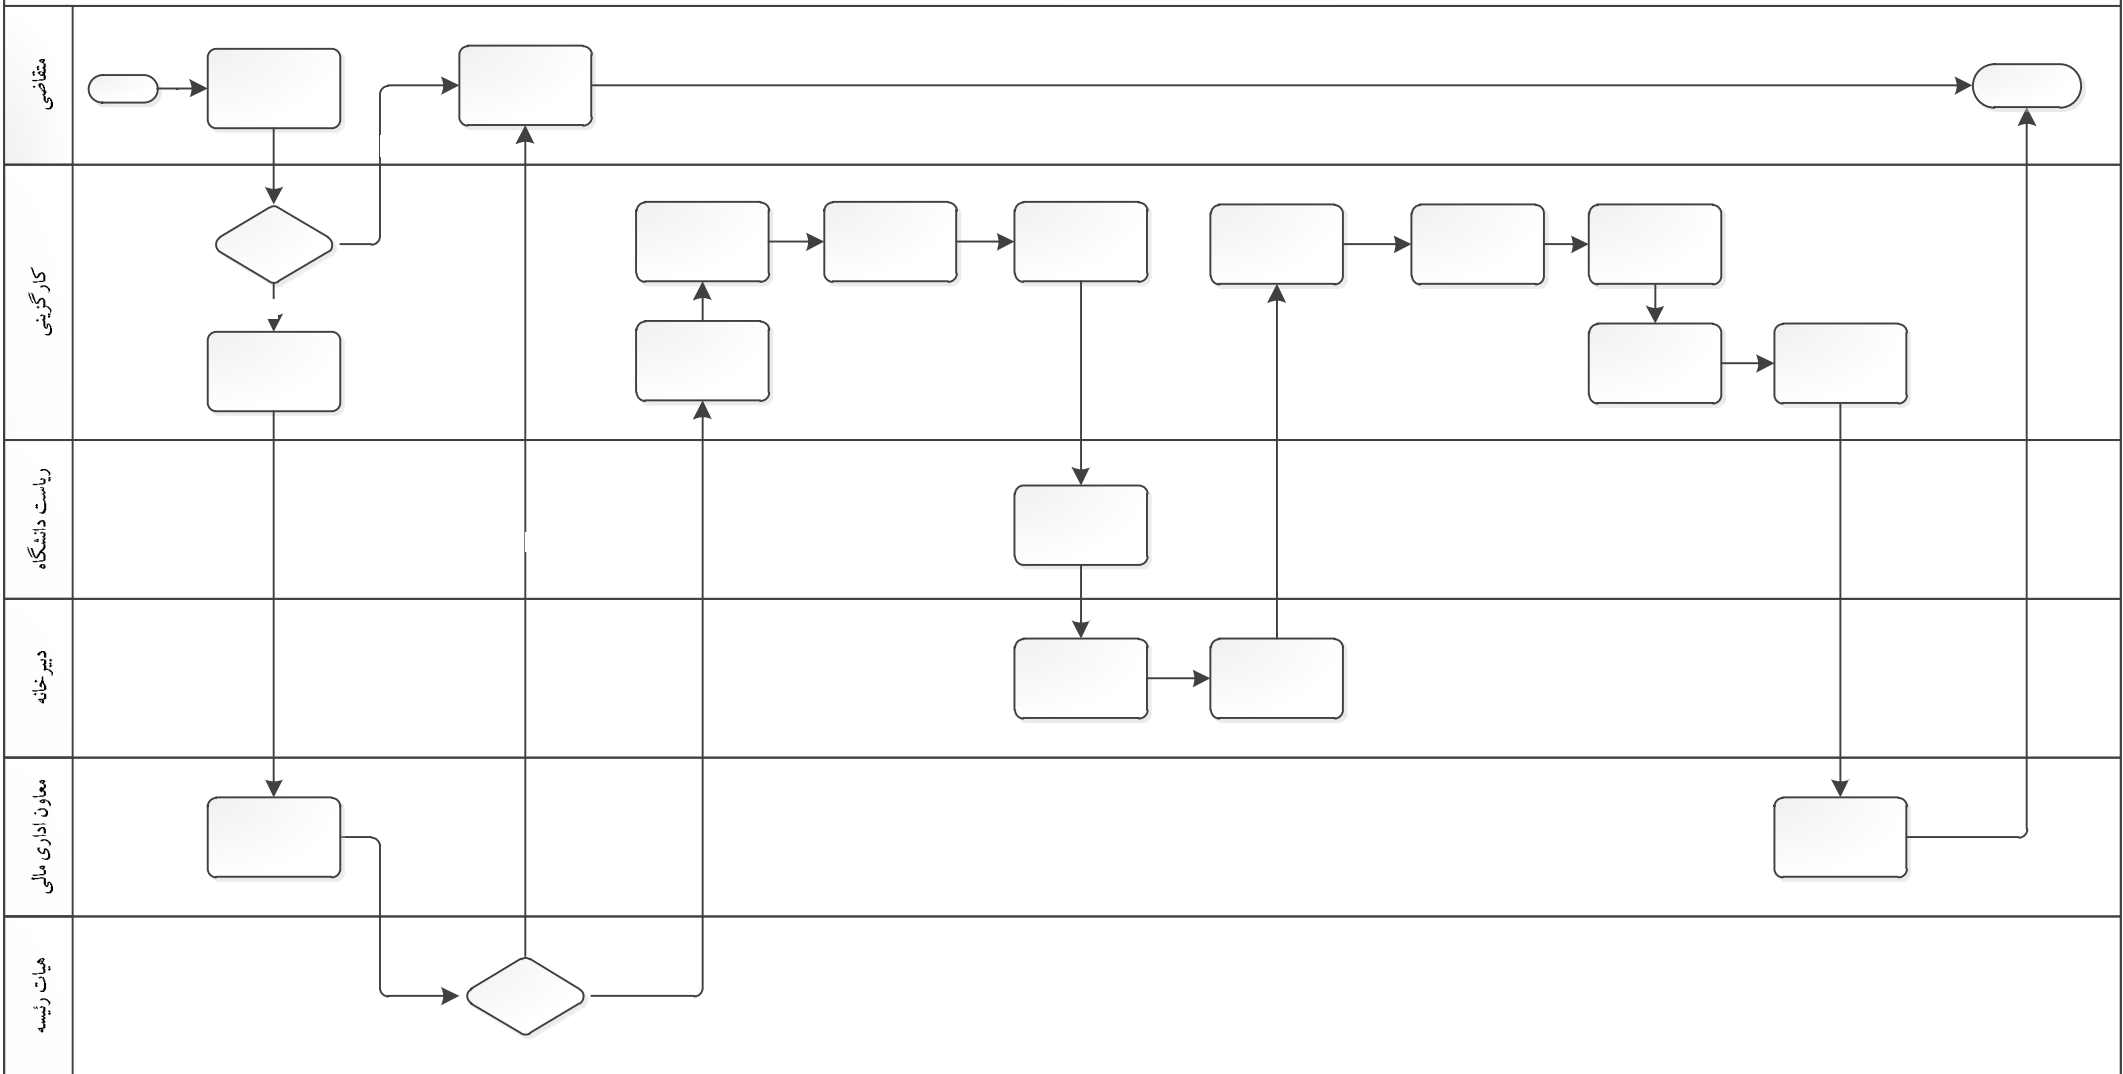 متقاضی
کارگزینی
ریاست دانشگاه
دبیرخانه
معاون اداری مالی
هیات رئیسه